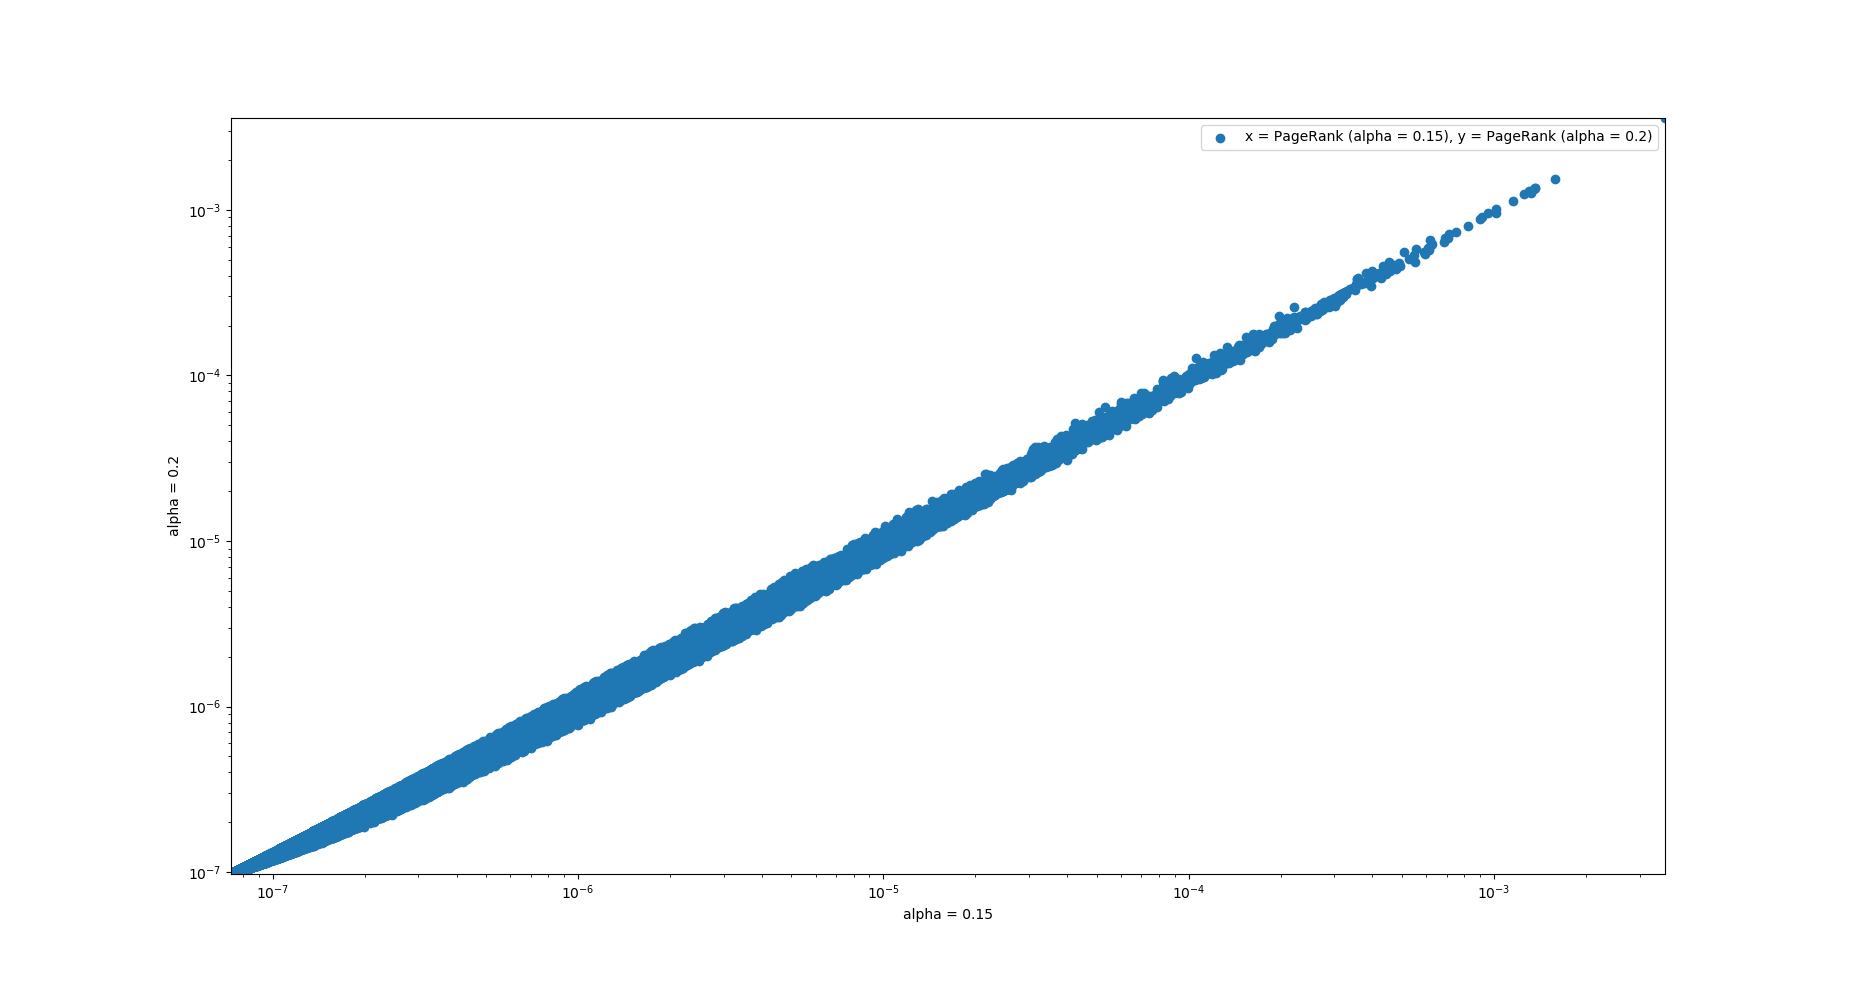 x = PageRank (alpha = 0.15), y = PageRank (alpha = 0.2)
10⁻³
10⁻⁴
10⁻⁵
10⁻⁶
10⁻⁷
alpha = 0.2
10⁻⁷ 10⁻⁶ 10⁻⁵ 10⁻⁴ 10⁻³
alpha = 0.15